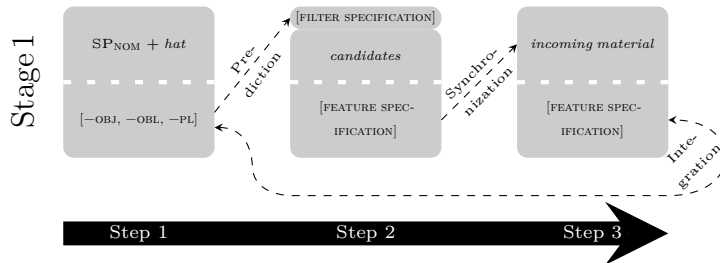 Stage 1
SP_NOM + hat
[−OBJ, −OBL, −PL]
Pre-
diction
[FILTER SPECIFICATION]
candidates
[FEATURE SPEC-
IFICATION]
Synchro-
nization
incoming material
[FEATURE SPEC-
IFICATION]
Inte-
gration
Step 1
Step 2
Step 3